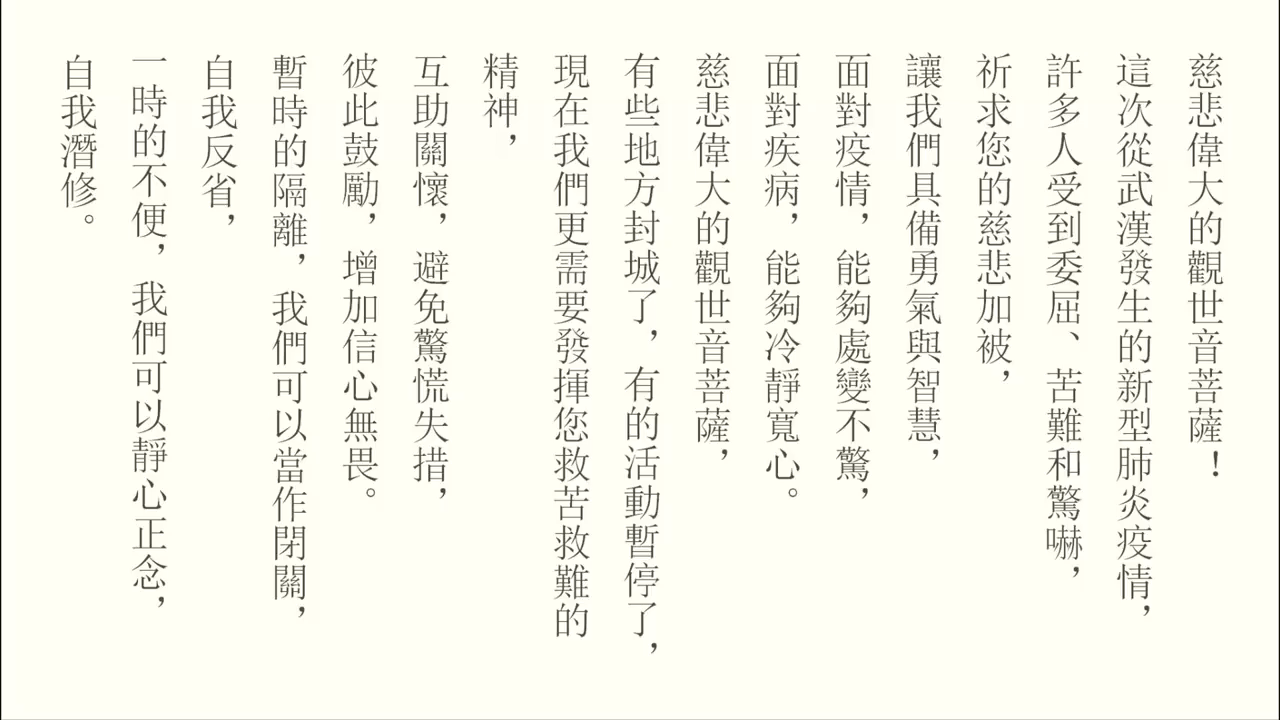 慈悲偉大的觀世音菩薩！
這次從武漢發生的新型肺炎疫情，
許多人受到委屈、苦難和驚嚇，
祈求您的慈悲加被，
讓我們具備勇氣與智慧，
面對疫情，能夠處變不驚，
面對疾病，能夠冷靜寬心。
慈悲偉大的觀世音菩薩，
有些地方封城了，有的活動暫停了，
現在我們更需要發揮您救苦救難的
精神，
互助關懷，避免驚慌失措，
彼此鼓勵，增加信心無畏。
暫時的隔離，我們可以當作閉關，
自我反省，
一時的不便，我們可以靜心正念，
自我潛修。